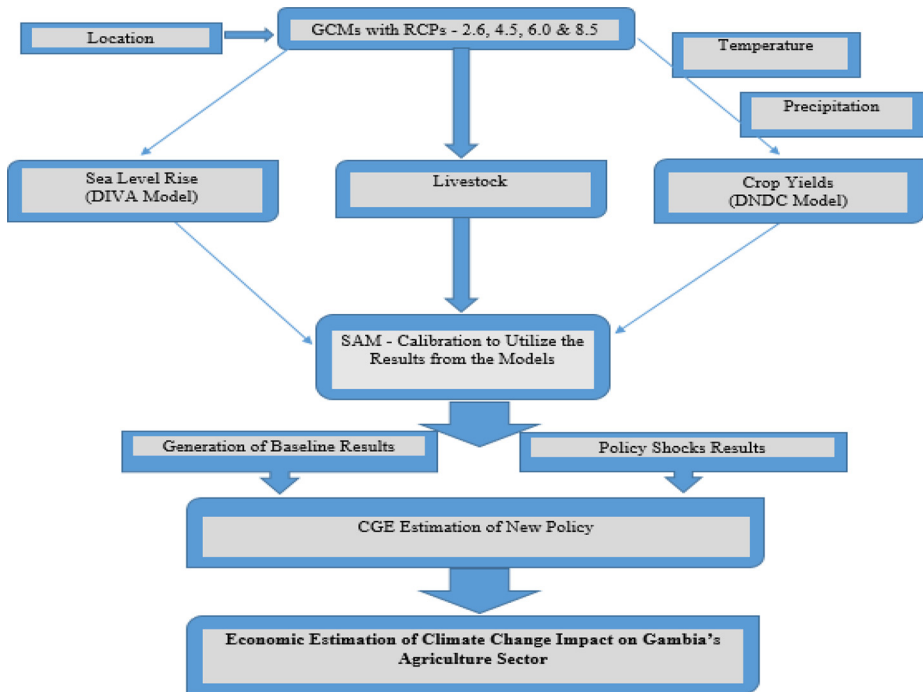 Location
GCMs with RCPs - 2.6, 4.5, 6.0 & 8.5
Temperature
Precipitation
Sea Level Rise
(DIVA Model)
Livestock
Crop Yields
(DNDC Model)
SAM - Calibration to Utilize the
Results from the Models
Generation of Baseline Results
Policy Shocks Results
CGE Estimation of New Policy
Economic Estimation of Climate Change Impact on Gambia's
Agriculture Sector